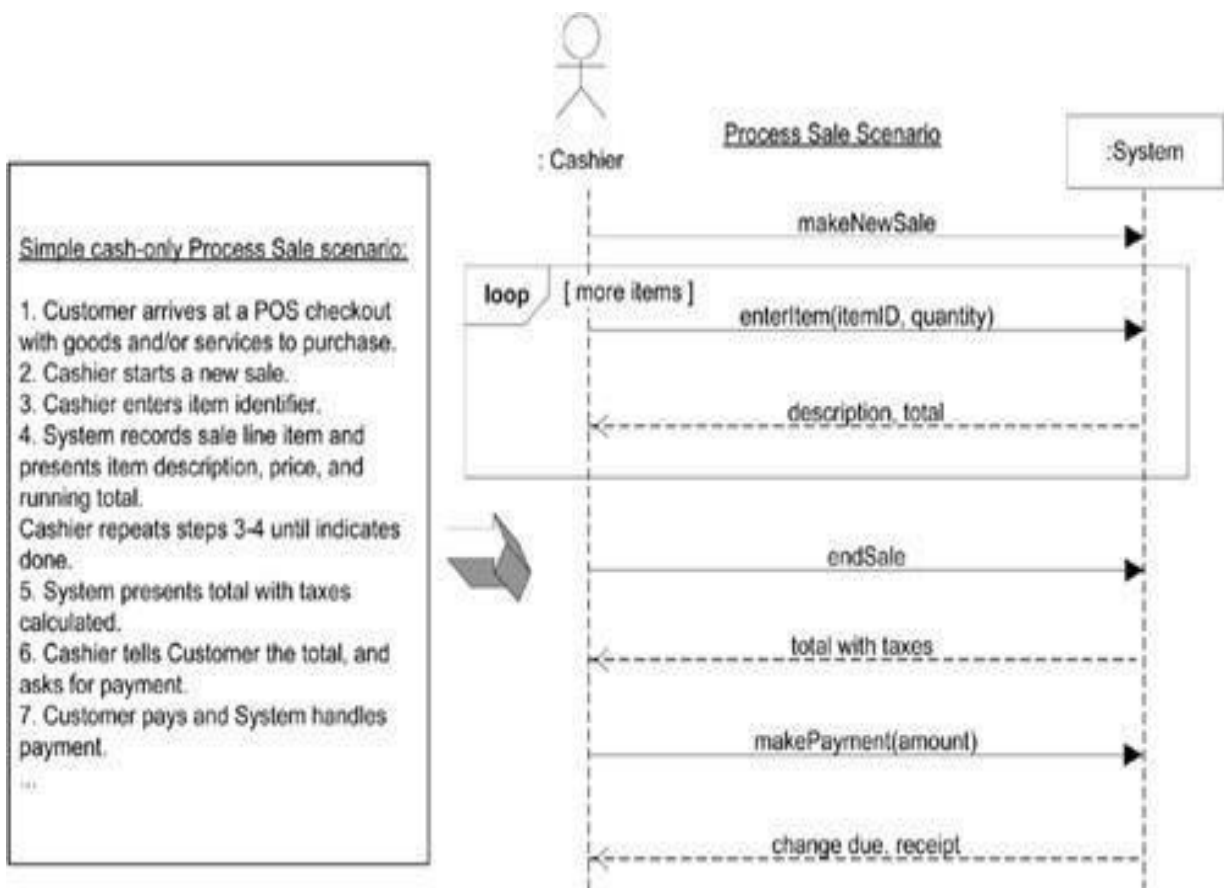 Simple cash-only Process Sale scenario:
1. Customer arrives at a POS checkout
with goods and/or services to purchase.
2. Cashier starts a new sale.
3. Cashier enters item identifier.
4. System records sale line item and
presents item description, price, and
running total.
Cashier repeats steps 3-4 until indicates
done.
5. System presents total with taxes
calculated.
6. Cashier tells Customer the total, and
asks for payment.
7. Customer pays and System handles
payment.
...
: Cashier
Process Sale Scenario
:System
makeNewSale
loop
[ more items ]
enterItem(itemID, quantity)
description, total
endSale
total with taxes
makePayment(amount)
change due, receipt